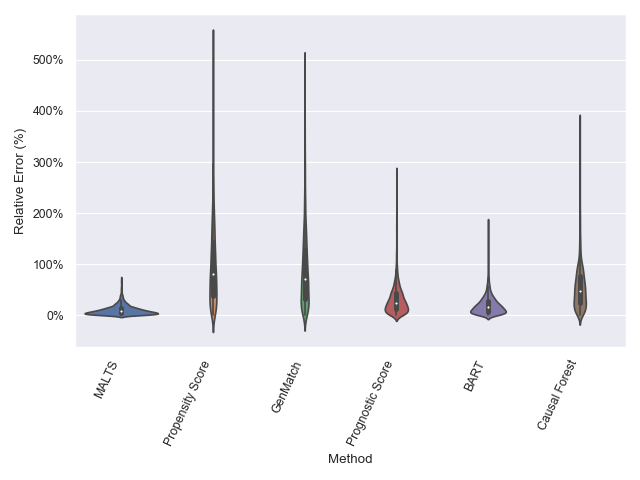 500%
400%
300%
200%
100%
0%
Relative Error (%)
MALTS
Propensity Score
GenMatch
Prognostic Score
BART
Causal Forest
Method